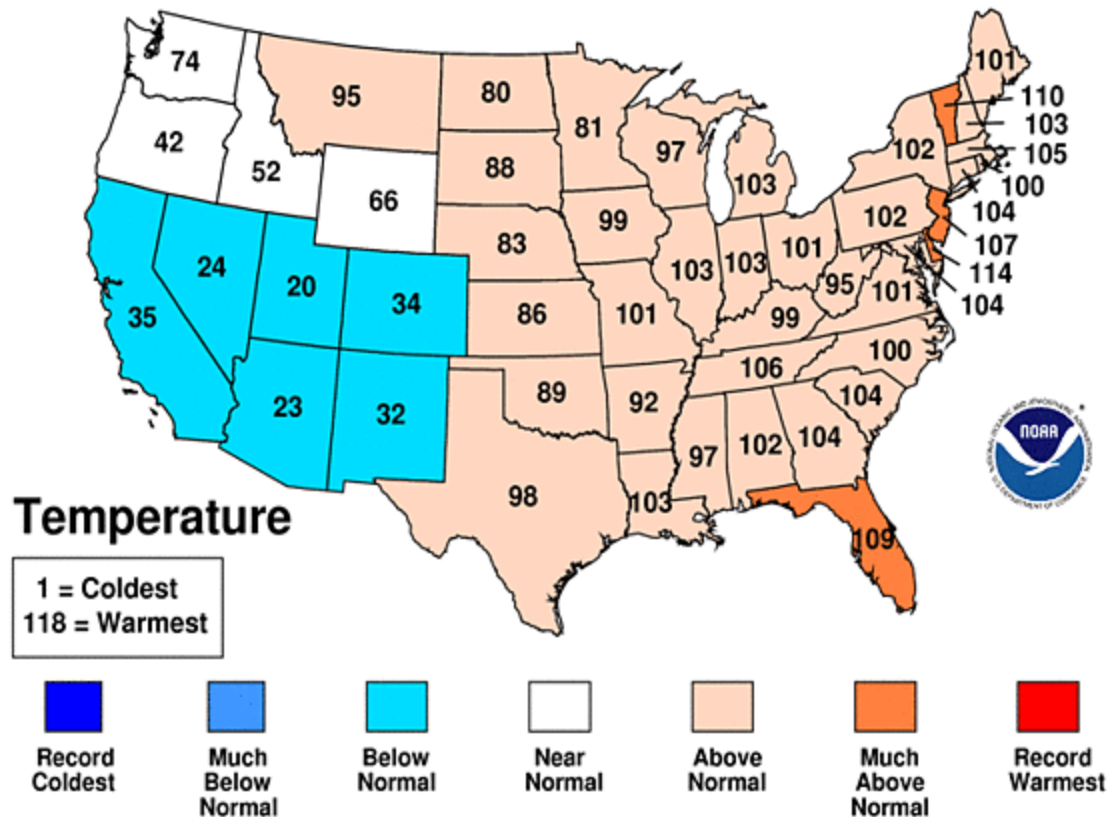 74
95
80
81
101
110
103
105
100
104
107
114
104
42
52
66
88
97
103
102
102
24
20
34
83
99
103
103
101
95
101
35
86
101
99
100
23
32
89
92
106
104
98
103
97
102
104
109
NOAA
Temperature
1 = Coldest
118 = Warmest
Record
Coldest
Much
Below
Normal
Below
Normal
Near
Normal
Above
Normal
Much
Above
Normal
Record
Warmest